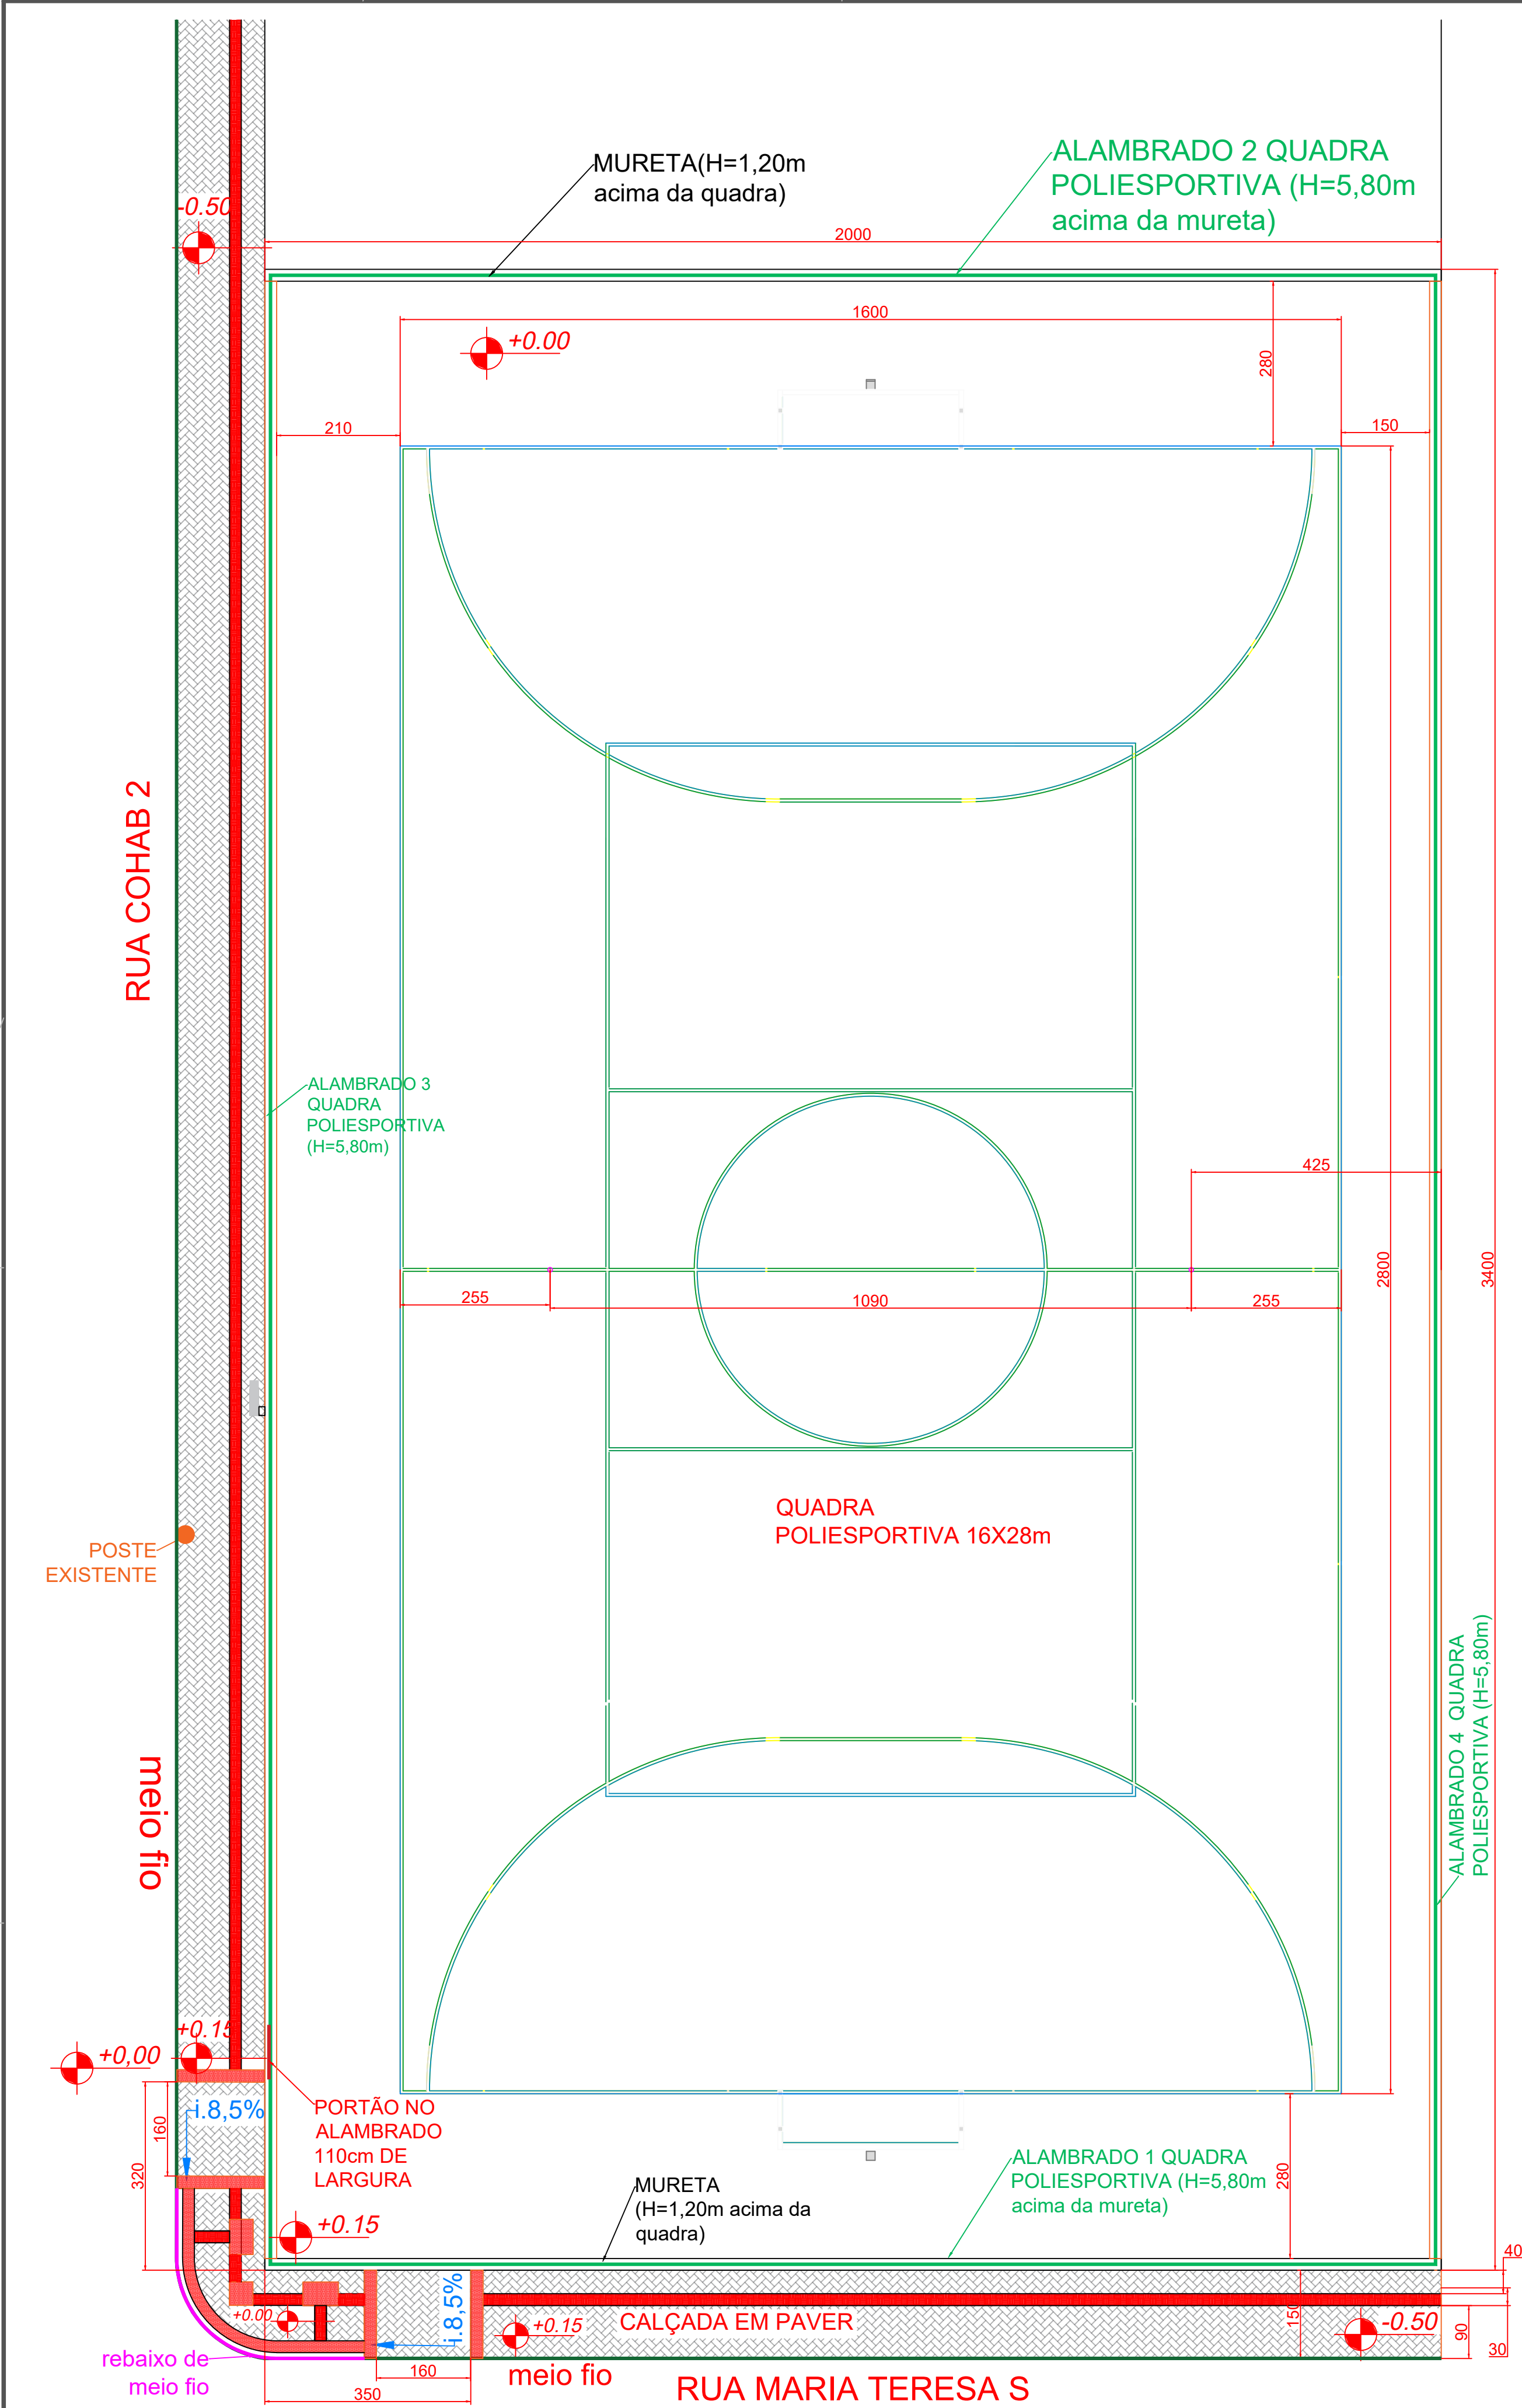 MURETA(H=1,20m
acima da quadra)
ALAMBRADO 2 QUADRA
POLIESPORTIVA (H=5,80m
acima da mureta)
-0.50
2000
1600
+0.00
280
210
150
RUA COHAB 2
ALAMBRADO 3
QUADRA
POLIESPORTIVA
(H=5,80m)
425
2800
3400
255
1090
255
QUADRA
POLIESPORTIVA 16X28m
POSTE
EXISTENTE
ALAMBRADO 4 QUADRA
POLIESPORTIVA (H=5,80m)
meio fio
+0.15
+0,00
i.8,5%
160
320
PORTÃO NO
ALAMBRADO
110cm DE
LARGURA
MURETA
(H=1,20m acima da
quadra)
ALAMBRADO 1 QUADRA
POLIESPORTIVA (H=5,80m
acima da mureta)
280
+0.15
40
i.8,5%
+0.00
+0.15
CALÇADA EM PAVER
150
-0.50
90
30
rebaixo de
meio fio
160
350
meio fio
RUA MARIA TERESA S